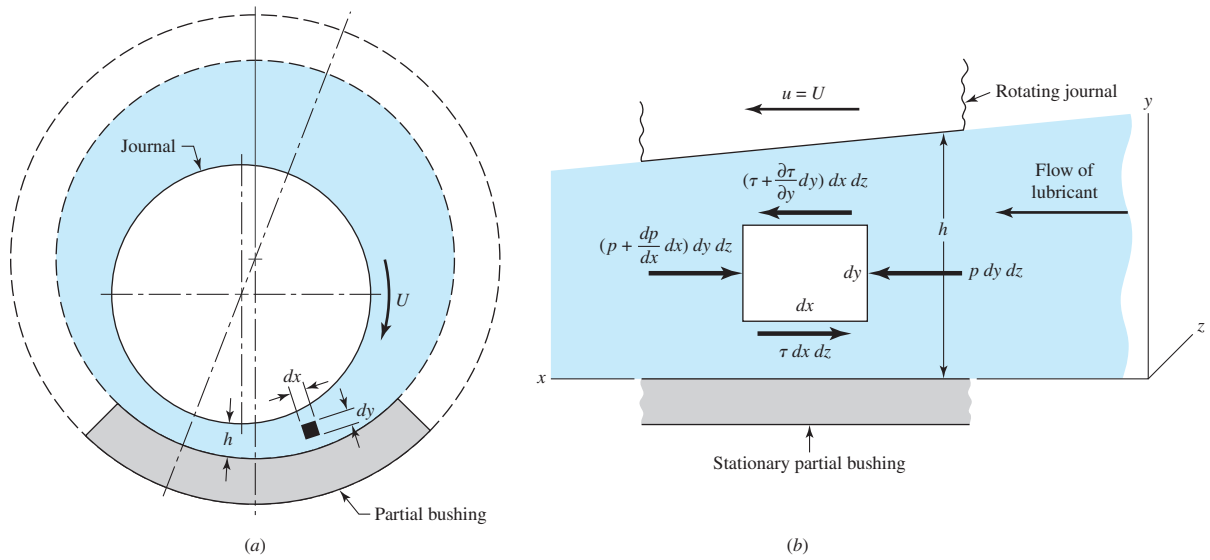 Journal
U
dx
dy
h
Partial bushing
(a)
u = U
Rotating journal
y
(τ + ∂τ/∂y dy) dx dz
Flow of
lubricant
h
(p + dp/dx dx) dy dz
dy
p dy dz
dx
τ dx dz
z
x
Stationary partial bushing
(b)